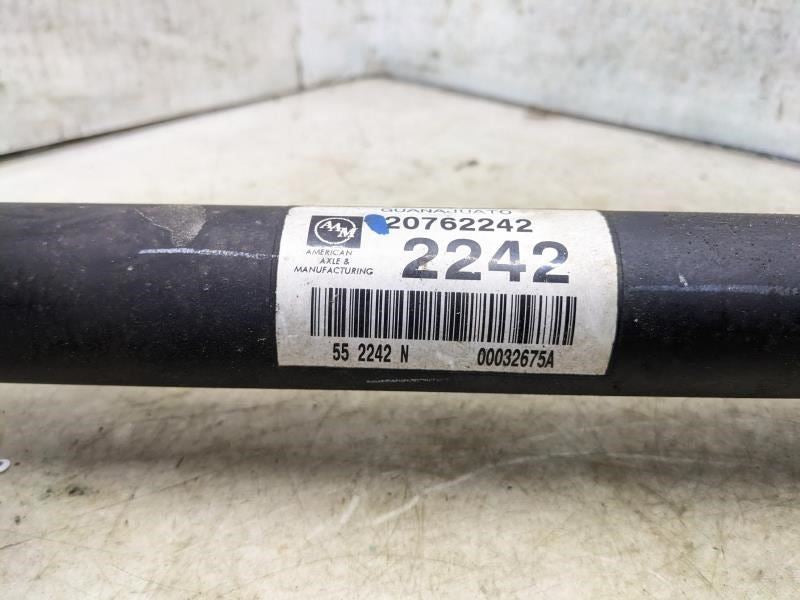 GUANAJUATO
20762242
2242
AAM
AMERICAN
AXLE &
MANUFACTURING
55 2242 N 00032675A